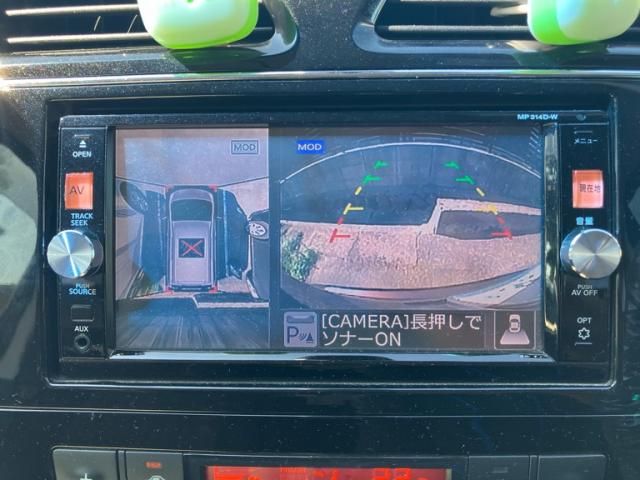 MP314D-W
OPEN
AV
TRACK
SEEK
PUSH
SOURCE
AUX
MOD
MOD
[CAMERA]長押しで
ソナーON
P
メニュー
現在地
音量
PUSH
AV OFF
OPT